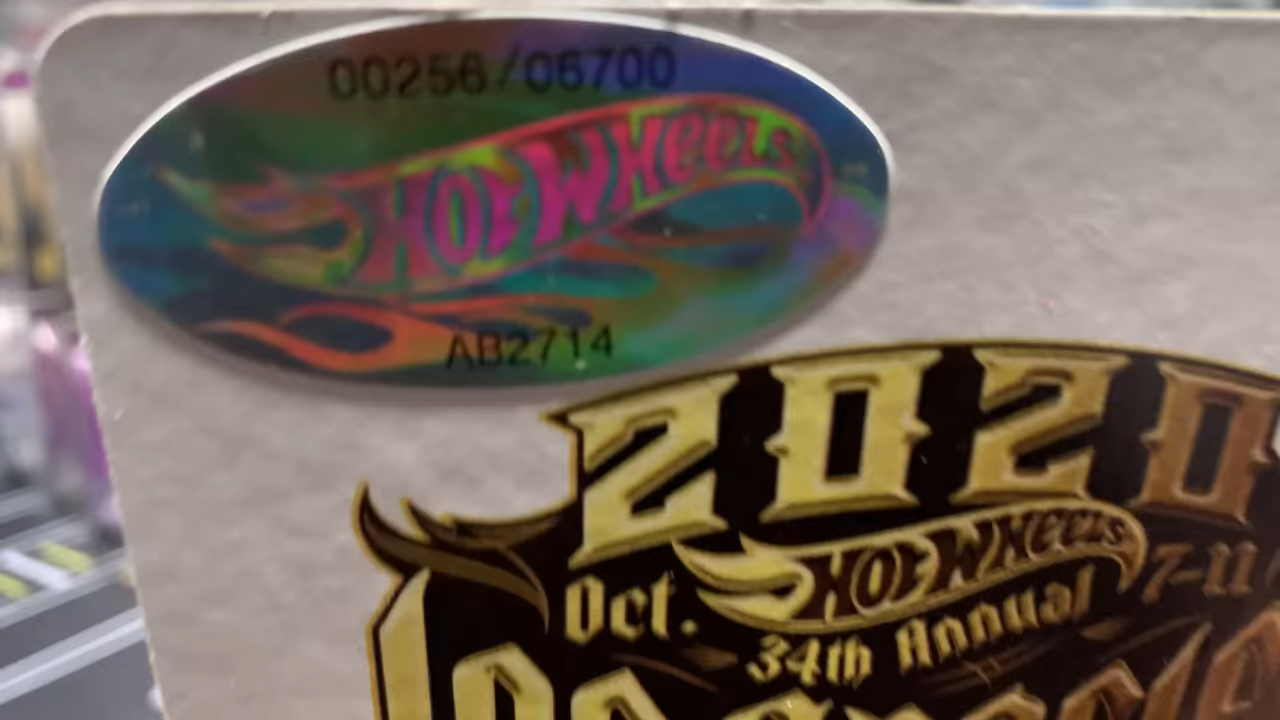 00256/06700
HOT WHEELS
AB2714
2020
HOT WHEELS
Oct. 7-11
34th Annual